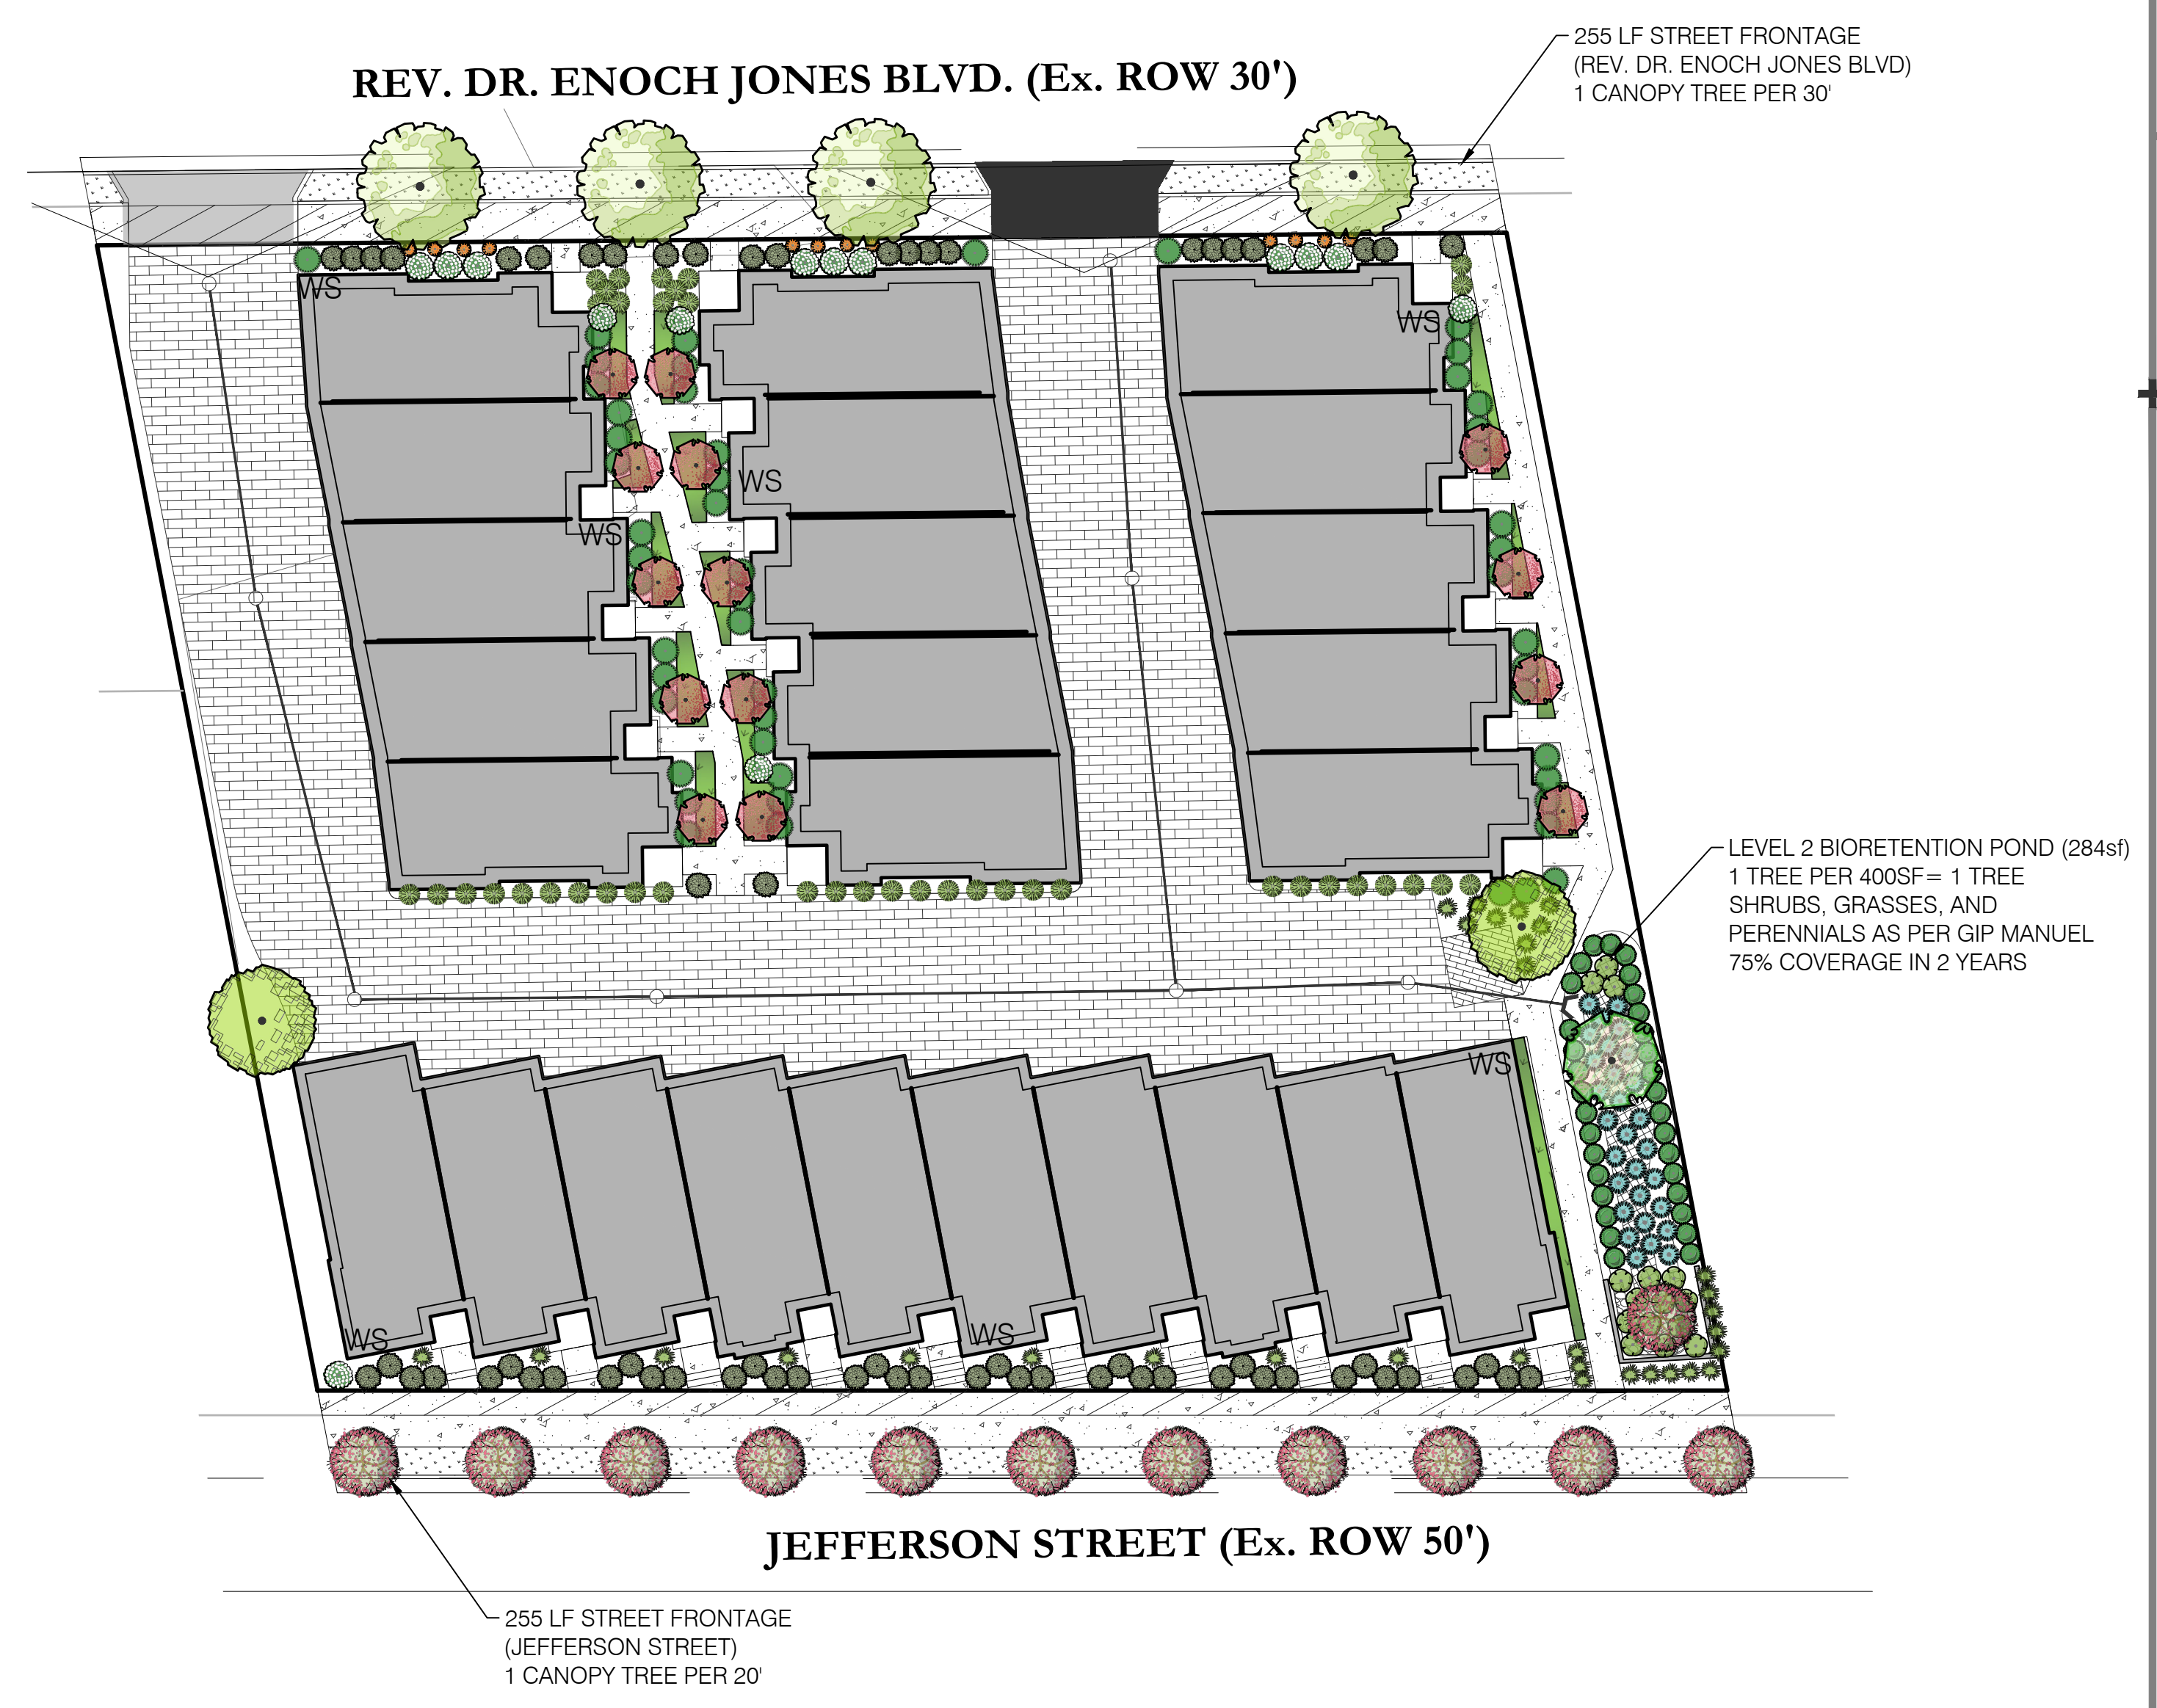 255 LF STREET FRONTAGE
(REV. DR. ENOCH JONES BLVD)
1 CANOPY TREE PER 30'
REV. DR. ENOCH JONES BLVD. (Ex. ROW 30')
WS
WS
WS
WS
LEVEL 2 BIORETENTION POND (284sf)
1 TREE PER 400SF= 1 TREE
SHRUBS, GRASSES, AND
PERENNIALS AS PER GIP MANUEL
75% COVERAGE IN 2 YEARS
WS
WS
WS
JEFFERSON STREET (Ex. ROW 50')
255 LF STREET FRONTAGE
(JEFFERSON STREET)
1 CANOPY TREE PER 20'